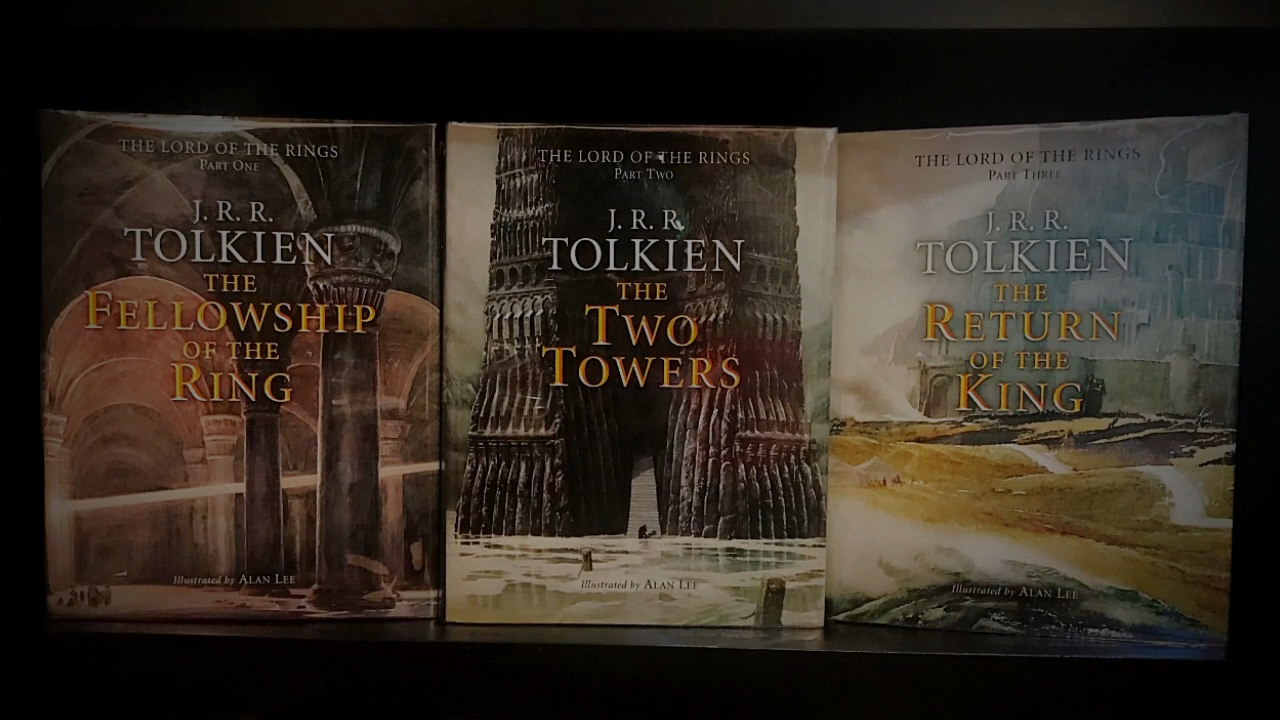 THE LORD OF THE RINGS
PART ONE
J. R. R.
TOLKIEN
THE
FELLOWSHIP
OF THE
RING
Illustrated by ALAN LEE
THE LORD OF THE RINGS
PART TWO
J. R. R.
TOLKIEN
THE
TWO
TOWERS
Illustrated by ALAN LEE
THE LORD OF THE RINGS
PART THREE
J. R. R.
TOLKIEN
THE
RETURN
OF THE
KING
Illustrated by ALAN LEE